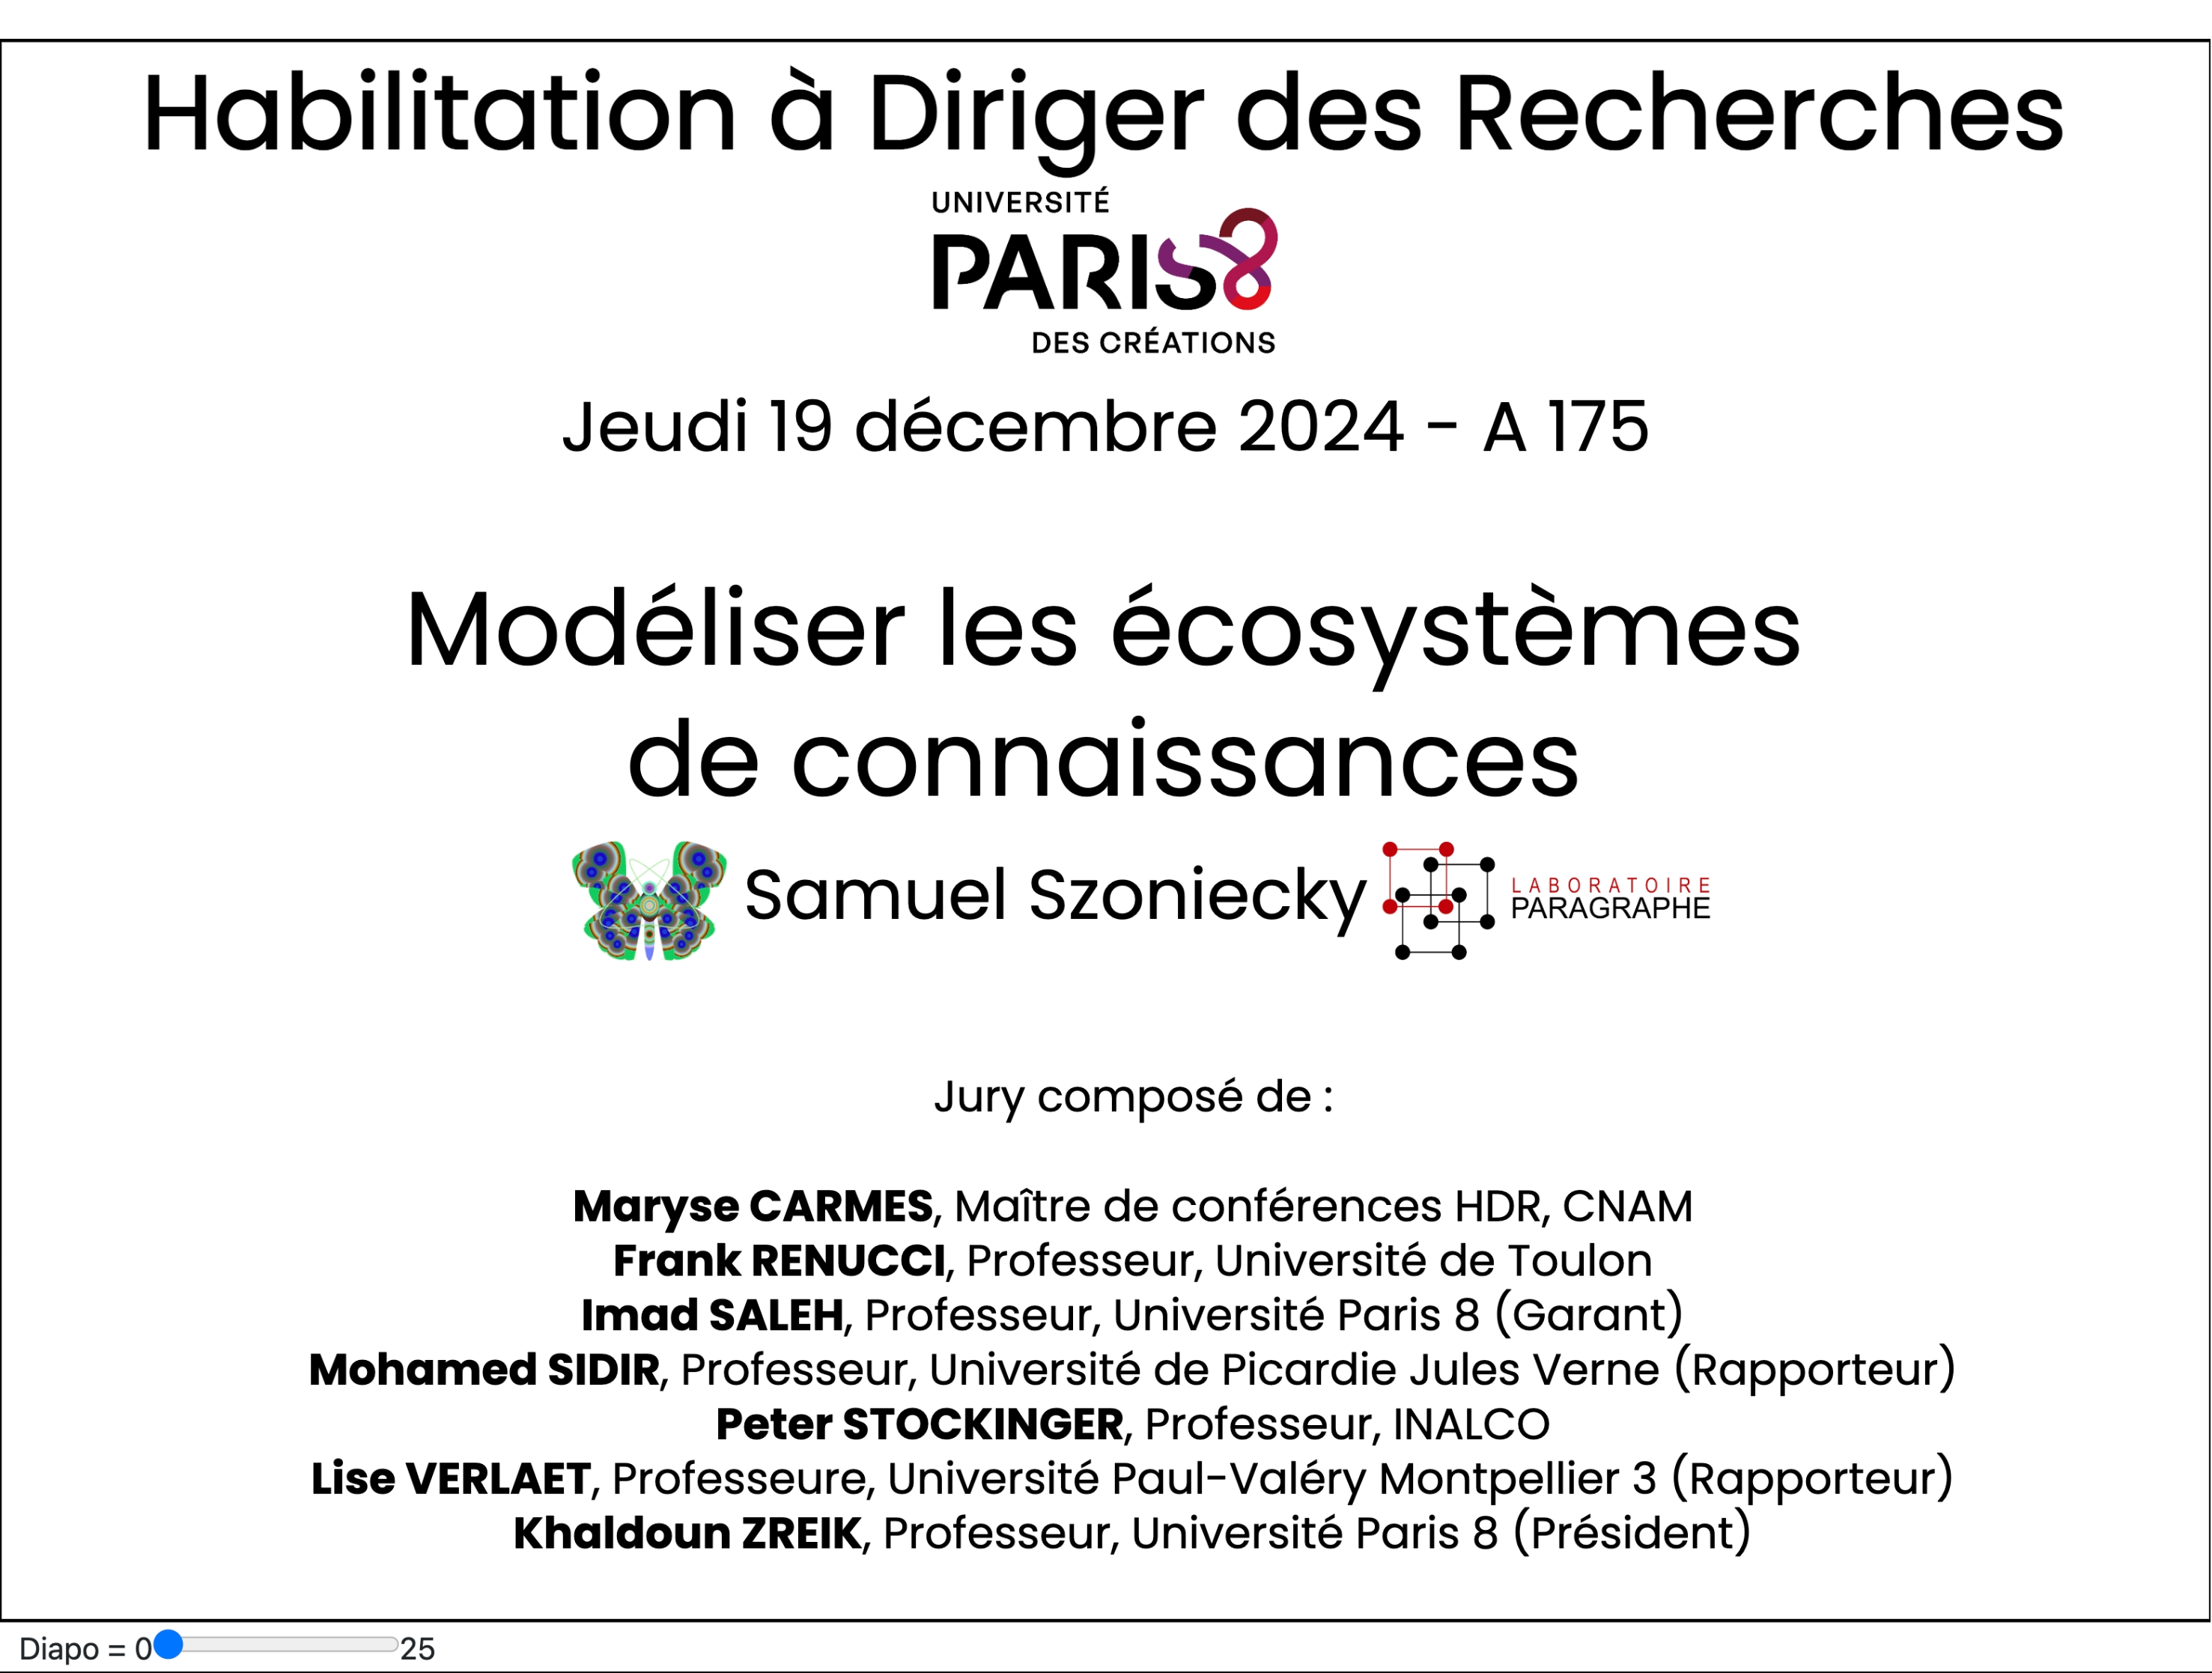 Habilitation à Diriger des Recherches
UNIVERSITÉ
PARIS8
DES CRÉATIONS
Jeudi 19 décembre 2024 - A 175
Modéliser les écosystèmes
de connaissances
Samuel Szoniecky
LABORATOIRE
PARAGRAPHE
Jury composé de :
Maryse CARMES, Maître de conférences HDR, CNAM
Frank RENUCCI, Professeur, Université de Toulon
Imad SALEH, Professeur, Université Paris 8 (Garant)
Mohamed SIDIR, Professeur, Université de Picardie Jules Verne (Rapporteur)
Peter STOCKINGER, Professeur, INALCO
Lise VERLAET, Professeure, Université Paul-Valéry Montpellier 3 (Rapporteur)
Khaldoun ZREIK, Professeur, Université Paris 8 (Président)
Diapo = 0 25